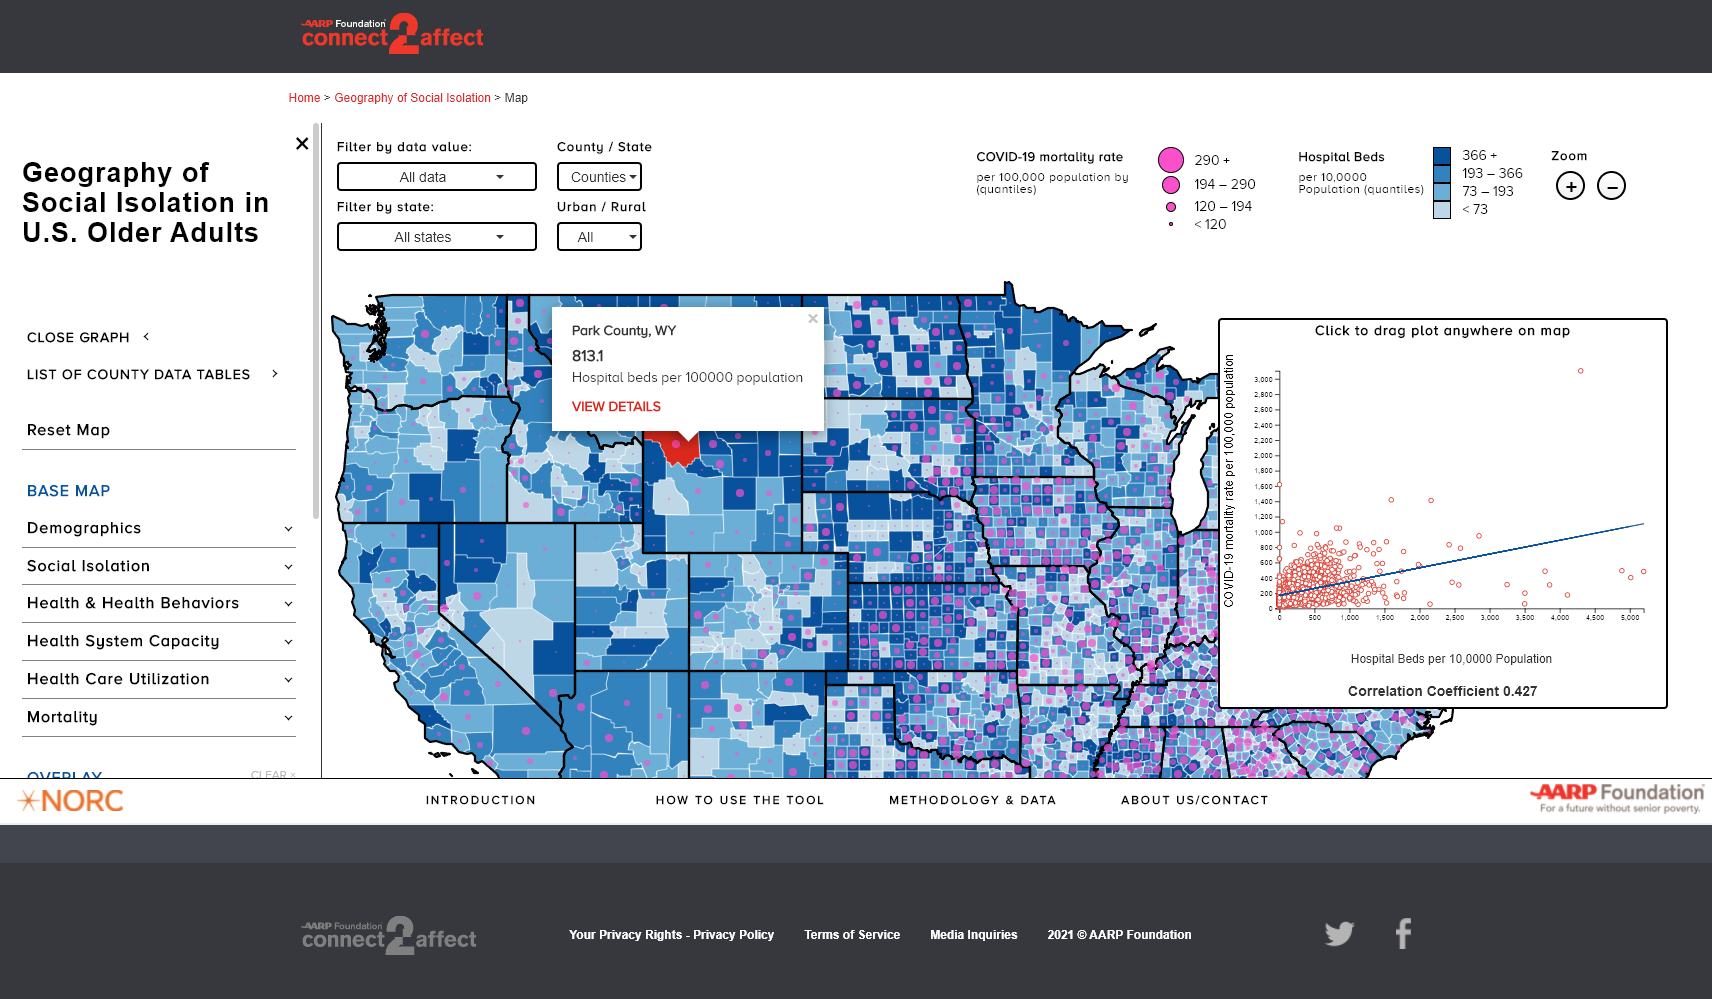 AARP Foundation
connect2affect
Home > Geography of Social Isolation > Map
×
Geography of
Social Isolation in
U.S. Older Adults
CLOSE GRAPH <
LIST OF COUNTY DATA TABLES >
Reset Map
BASE MAP
Demographics
Social Isolation
Health & Health Behaviors
Health System Capacity
Health Care Utilization
Mortality
OVERLAY
CLEAR ×
Filter by data value:
All data
County / State
Counties
Filter by state:
All states
Urban / Rural
All
COVID-19 mortality rate
per 100,000 population by
(quantiles)
290 +
194 – 290
120 – 194
< 120
Hospital Beds
per 10,0000
Population (quantiles)
366 +
193 – 366
73 – 193
< 73
Zoom
+
−
Park County, WY
×
813.1
Hospital beds per 100000 population
VIEW DETAILS
Click to drag plot anywhere on map
COVID-19 mortality rate per 100,000 population
3,000
2,800
2,600
2,400
2,200
2,000
1,800
1,600
1,400
1,200
1,000
800
600
400
200
0
0 500 1,000 1,500 2,000 2,500 3,000 3,500 4,000 4,500 5,000
Hospital Beds per 10,0000 Population
Correlation Coefficient 0.427
NORC
INTRODUCTION
HOW TO USE THE TOOL
METHODOLOGY & DATA
ABOUT US/CONTACT
AARP Foundation
For a future without senior poverty.
AARP Foundation
connect2affect
Your Privacy Rights - Privacy Policy
Terms of Service
Media Inquiries
2021 © AARP Foundation